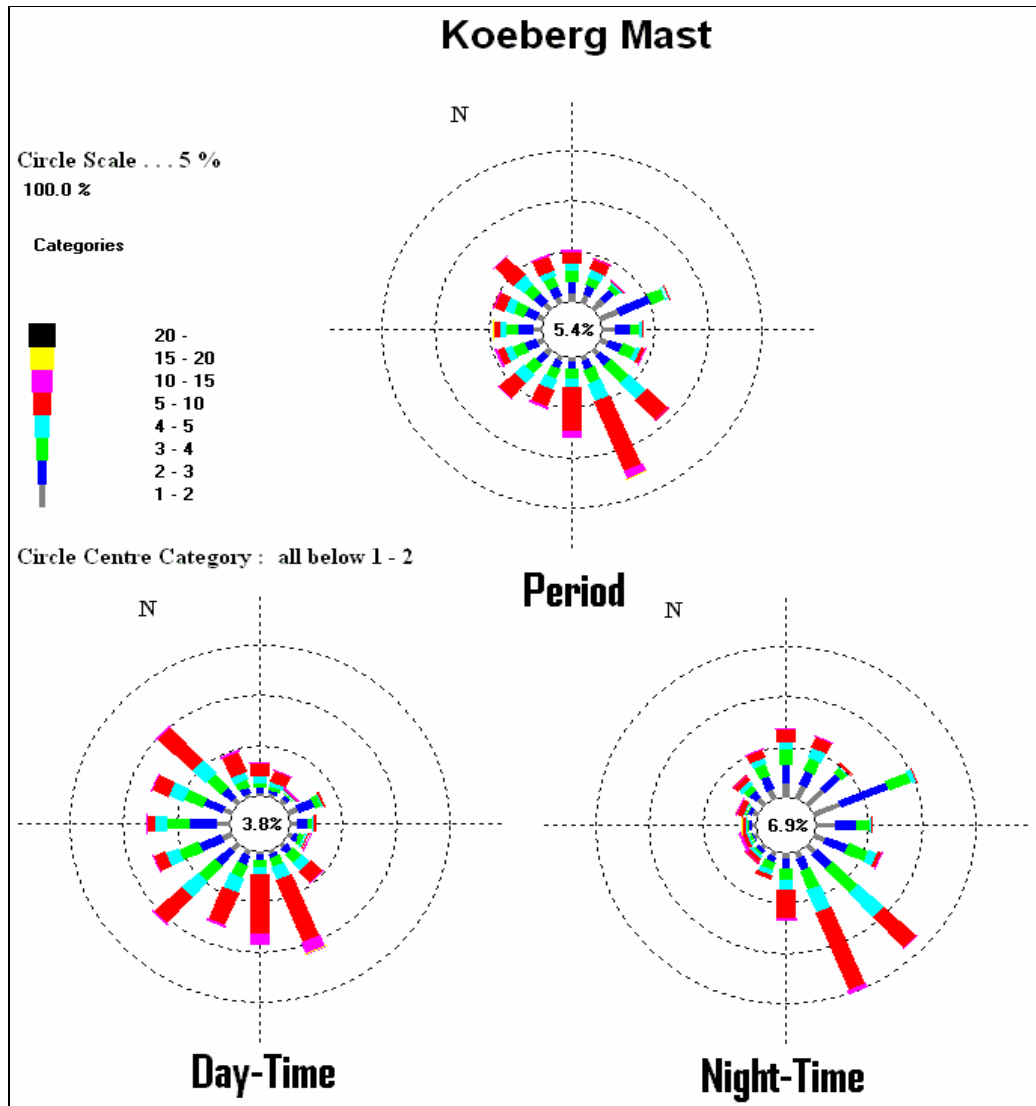 Koeberg Mast
N
Circle Scale . . . 5 %
100.0 %
Categories
5.4%
20 -
15 - 20
10 - 15
5 - 10
4 - 5
3 - 4
2 - 3
1 - 2
Circle Centre Category : all below 1 - 2
Period
N
N
3.8%
6.9%
Day-Time
Night-Time